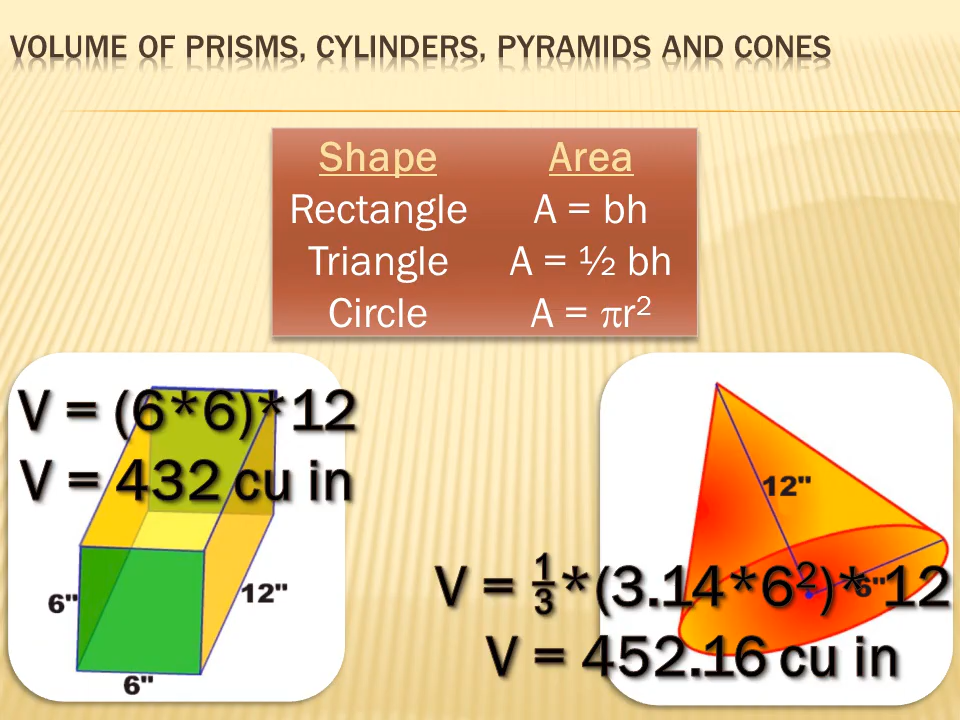 VOLUME OF PRISMS, CYLINDERS, PYRAMIDS AND CONES
Shape Area
Rectangle A = bh
Triangle A = ½ bh
Circle A = πr²
V = (6*6)*12
V = 432 cu in
6"
12"
6"
12"
6"
V = ⅓*(3.14*6²)*12
V = 452.16 cu in